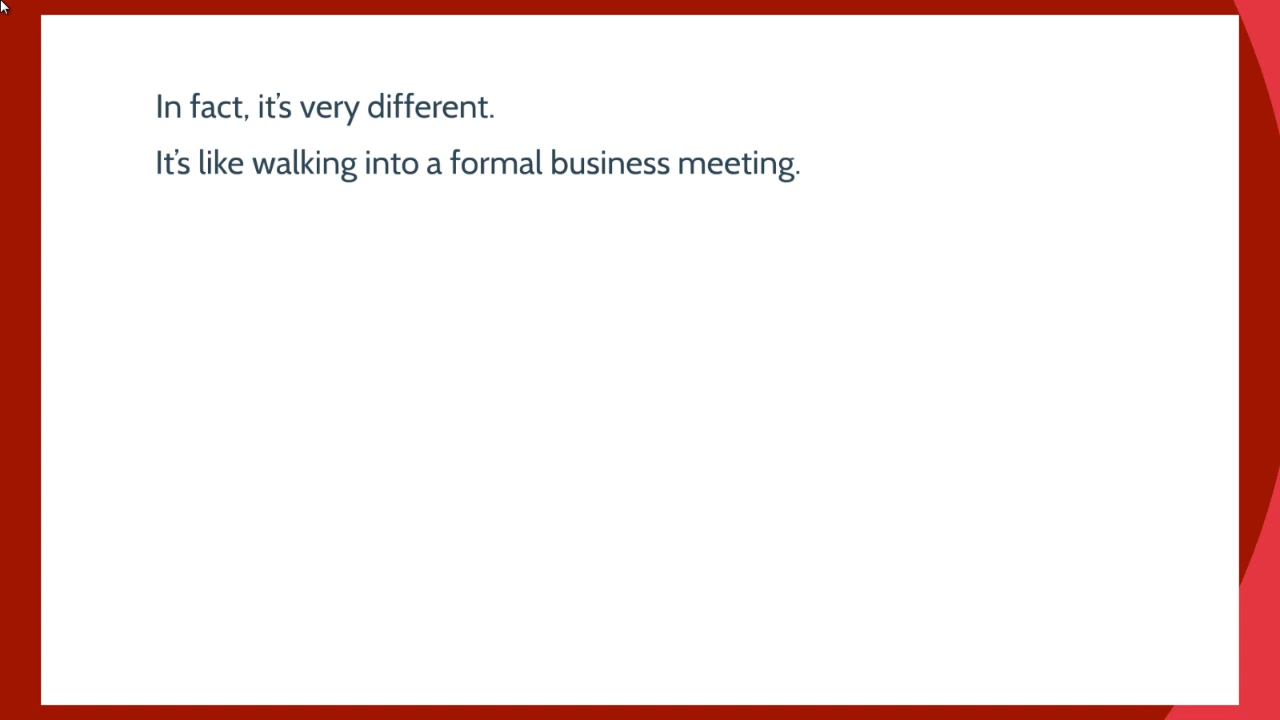 In fact, it’s very different.
It’s like walking into a formal business meeting.